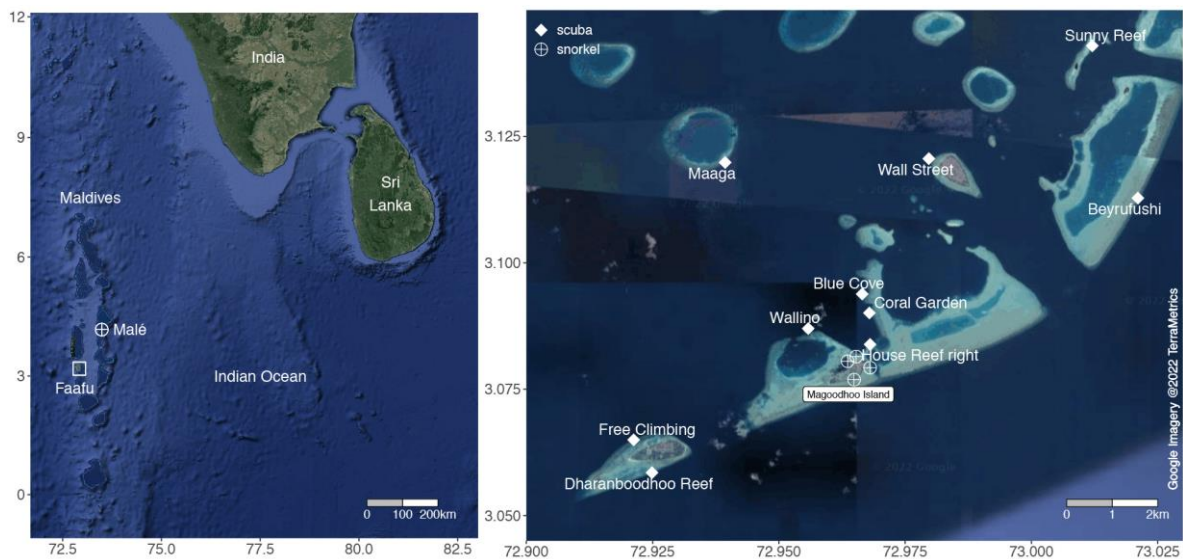 12
9
6
3
0
72.5
75.0
77.5
80.0
82.5
India
Sri
Lanka
Maldives
Malé
Faafu
Indian Ocean
0 100 200km
scuba
snorkel
3.125
3.100
3.075
3.050
72.900
72.925
72.950
72.975
73.000
73.025
Sunny Reef
Maaga
Wall Street
Beyrufushi
Blue Cove
Coral Garden
Wallino
House Reef right
Magoodhoo Island
Free Climbing
Dharanboodhoo Reef
© 2022 Google
0 1 2km
Google Imagery @2022 TerraMetrics